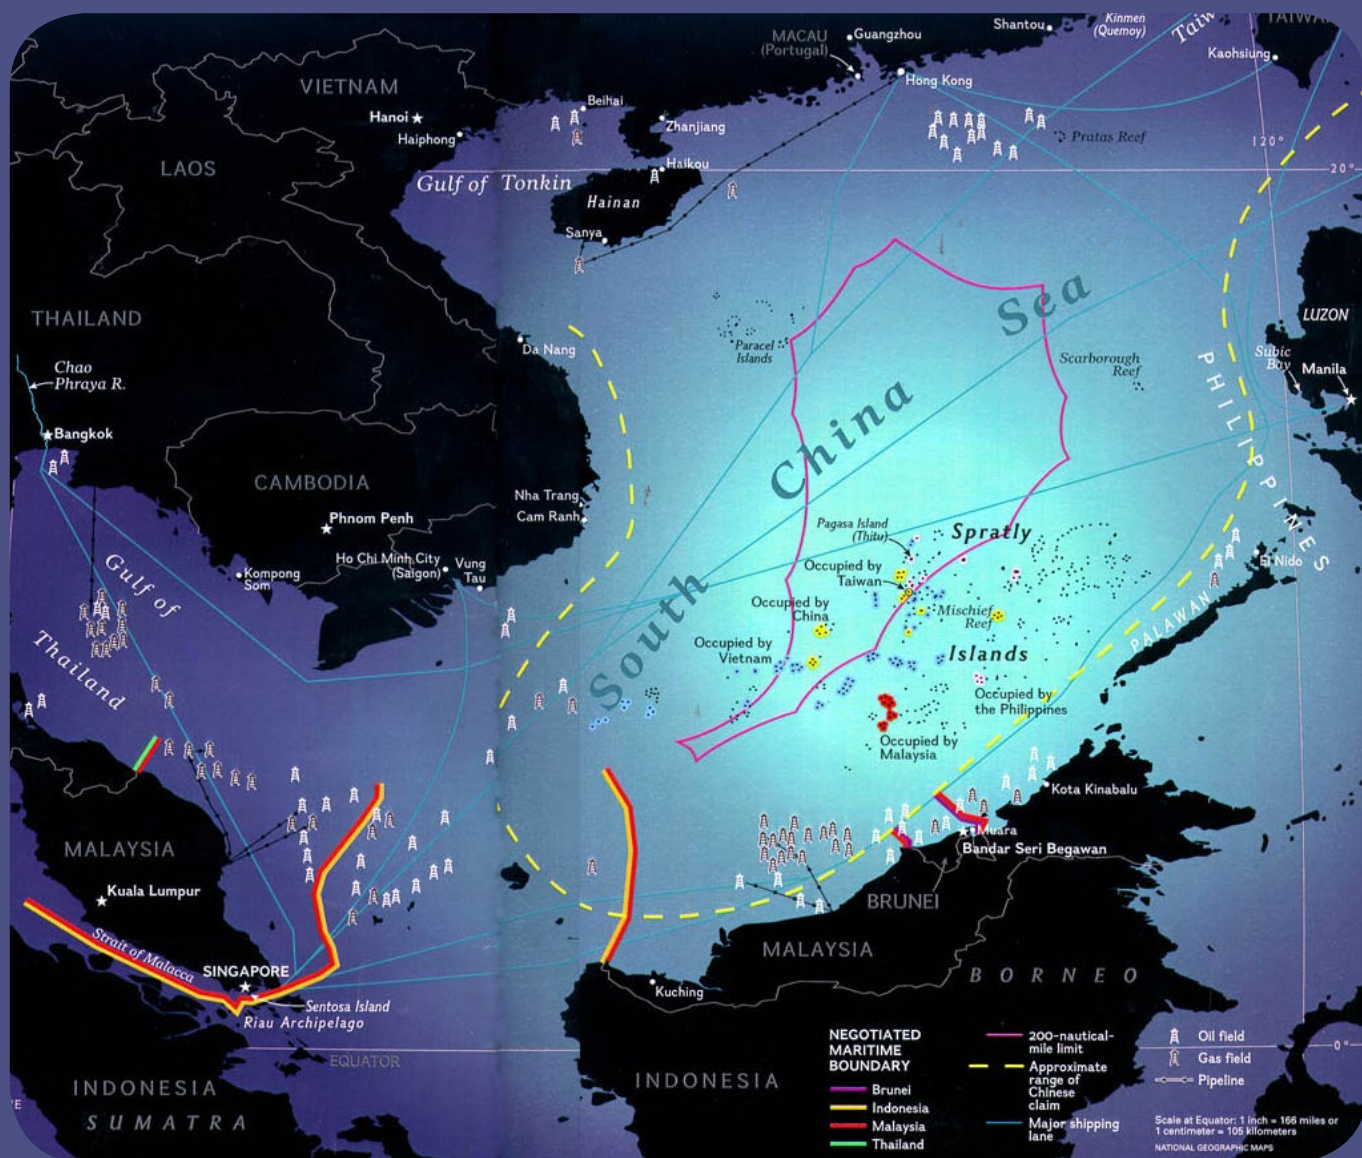 Shantou
Kinmen
(Quemoy)
Taiw
TAIWA
MACAU
(Portugal)
Guangzhou
Kaohsiung
Hong Kong
VIETNAM
Hanoi
Haiphong
Beihai
Zhanjiang
Pratas Reef
120°
LAOS
Haikou
20°
Gulf of Tonkin
Hainan
Sanya
THAILAND
Sea
LUZON
Da Nang
Paracel
Islands
Scarborough
Reef
Subic
Bay
Manila
Chao
Phraya R.
PHILIPPINES
China
Bangkok
CAMBODIA
Nha Trang
Cam Ranh
Phnom Penh
Pagasa Island
(Thitu)
Spratly
Ho Chi Minh City
(Saigon)
Vung
Tau
Occupied by
Taiwan
El Nido
Kompong
Som
Gulf of
Thailand
South
Occupied by
China
Mischief
Reef
PALAWAN
Occupied by
Vietnam
Islands
Occupied by
the Philippines
Occupied by
Malaysia
Kota Kinabalu
Muara
MALAYSIA
Bandar Seri Begawan
Kuala Lumpur
BRUNEI
Strait of Malacca
MALAYSIA
SINGAPORE
BORNEO
Kuching
Sentosa Island
Riau Archipelago
EQUATOR
0°
INDONESIA
SUMATRA
INDONESIA
E
NEGOTIATED
MARITIME
BOUNDARY
Brunei
Indonesia
Malaysia
Thailand
200-nautical-
mile limit
Approximate
range of
Chinese
claim
Major shipping
lane
Oil field
Gas field
Pipeline
Scale at Equator: 1 inch = 166 miles or
1 centimeter = 105 kilometers
NATIONAL GEOGRAPHIC MAPS